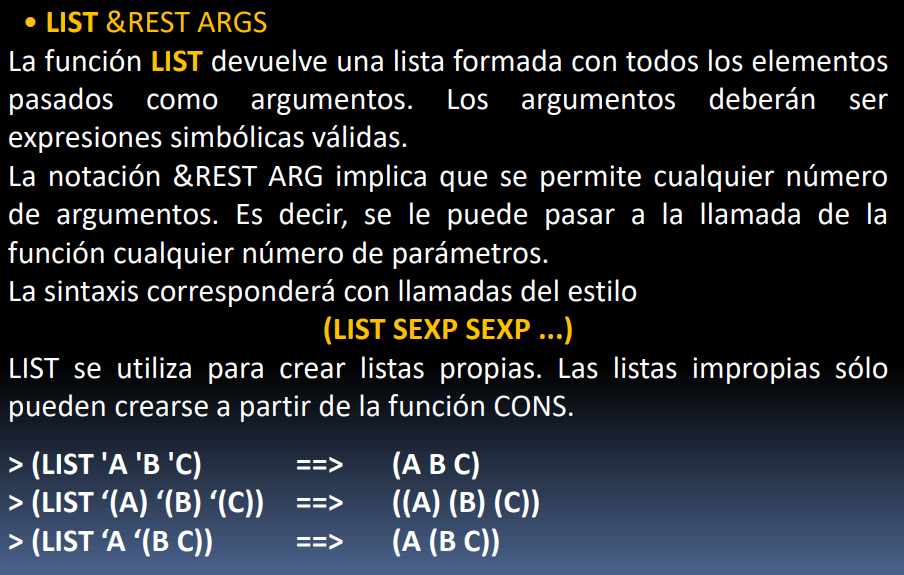 • LIST &REST ARGS
La función LIST devuelve una lista formada con todos los elementos
pasados como argumentos. Los argumentos deberán ser
expresiones simbólicas válidas.
La notación &REST ARG implica que se permite cualquier número
de argumentos. Es decir, se le puede pasar a la llamada de la
función cualquier número de parámetros.
La sintaxis corresponderá con llamadas del estilo
(LIST SEXP SEXP ...)
LIST se utiliza para crear listas propias. Las listas impropias sólo
pueden crearse a partir de la función CONS.
> (LIST 'A 'B 'C) ==> (A B C)
> (LIST ‘(A) ‘(B) ‘(C)) ==> ((A) (B) (C))
> (LIST ‘A ‘(B C)) ==> (A (B C))